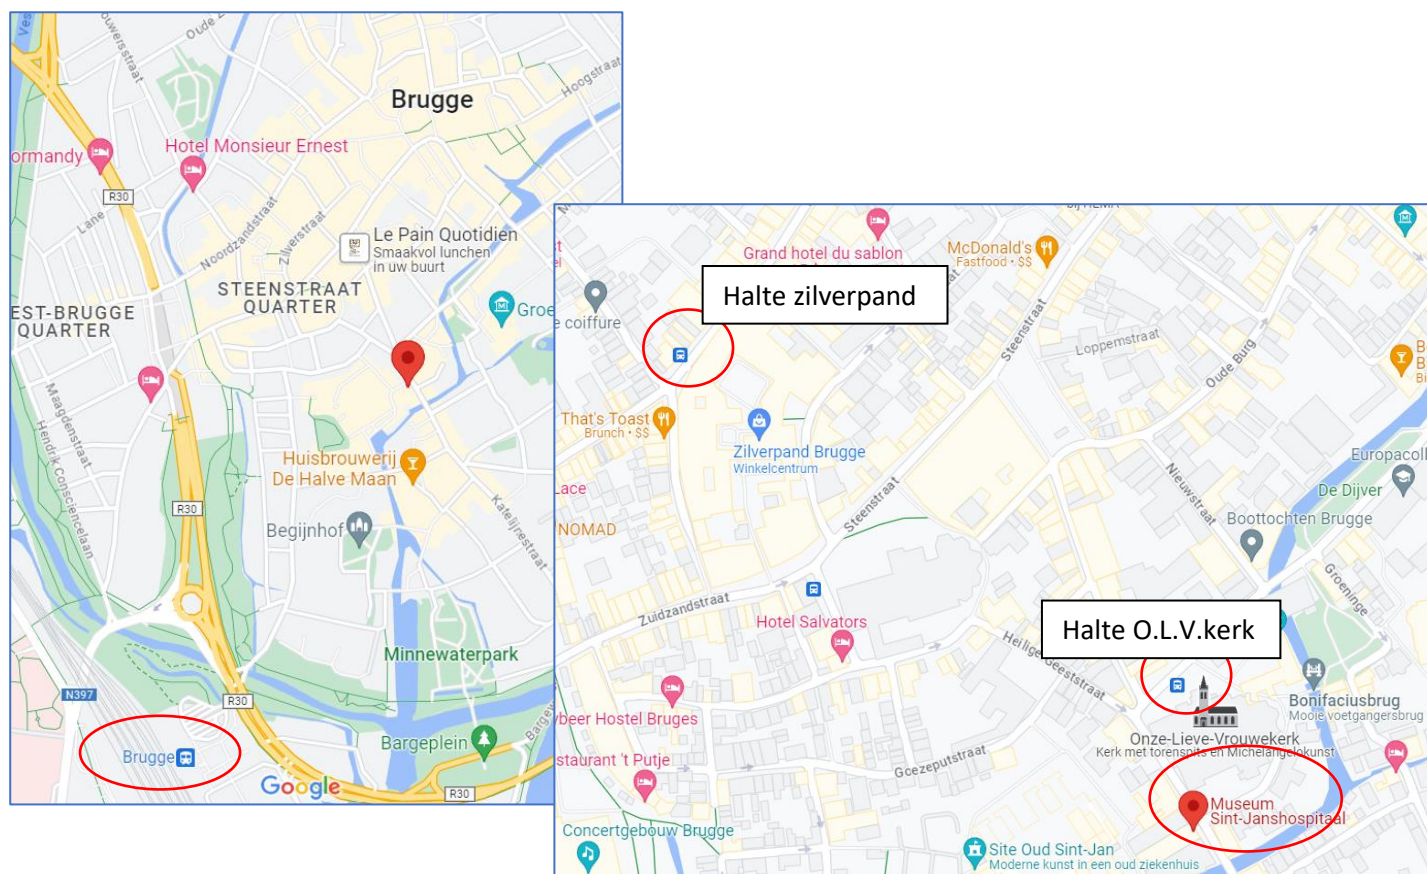 Brugge
Hoogstraat
Hotel Monsieur Ernest
ormandy
R30
Lane
Noordzandstraat
Zilverstraat
Le Pain Quotidien
Smaakvol lunchen
in uw buurt
STEENSTRAAT
QUARTER
EST-BRUGGE
QUARTER
Groe
Maagdenstraat
Hendrik Consciencelaan
Huisbrouwerij
De Halve Maan
R30
Begijnhof
Katelijnestraat
Minnewaterpark
N397
R30
Bargeplein
Brugge
Google
R30
Grand hotel du sablon
McDonald's
Fastfood • $$
Halte zilverpand
e coiffure
Steenstraat
Loppemstraat
Oude Burg
That's Toast
Brunch • $$
Zilverpand Brugge
Winkelcentrum
Europacoll
De Dijver
Lace
NOMAD
Steenstraat
Nieuwstraat
Boottochten Brugge
Groeninge
Zuidzandstraat
Hotel Salvators
Halte O.L.V.kerk
Heilige-Geeststraat
ybeer Hostel Bruges
Bonifaciusbrug
Mooie voetgangersbrug
Onze-Lieve-Vrouwekerk
Kerk met torenspits en Michelangelokunst
staurant 't Putje
Goezeputstraat
Museum
Sint-Janshospitaal
Concertgebouw Brugge
Site Oud Sint-Jan
Moderne kunst in een oud ziekenhuis